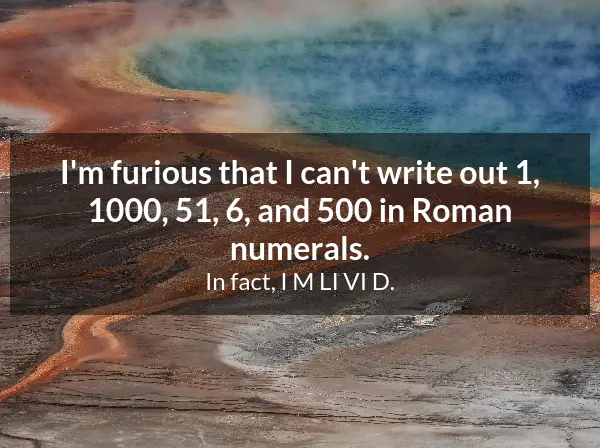 I'm furious that I can't write out 1,
1000, 51, 6, and 500 in Roman
numerals.
In fact, I M LI VI D.